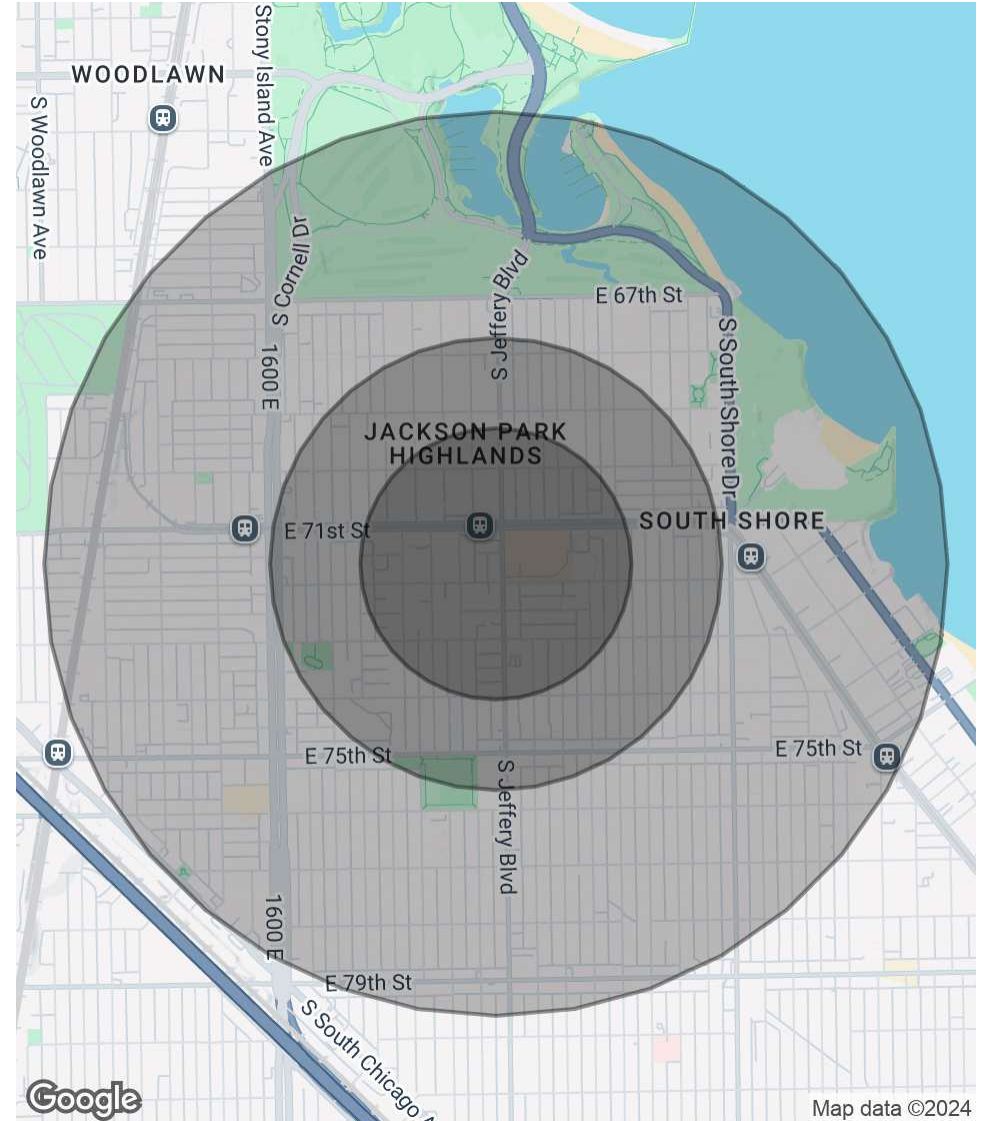 WOODLAWN
Stony Island Ave
S Woodlawn Ave
S Cornell Dr
S Jeffery Blvd
E 67th St
S South Shore Dr
1600 E
JACKSON PARK
HIGHLANDS
E 71st St
SOUTH SHORE
E 75th St
E 75th St
S Jeffery Blvd
1600 E
E 79th St
S South Chicago A
Google
Map data ©2024